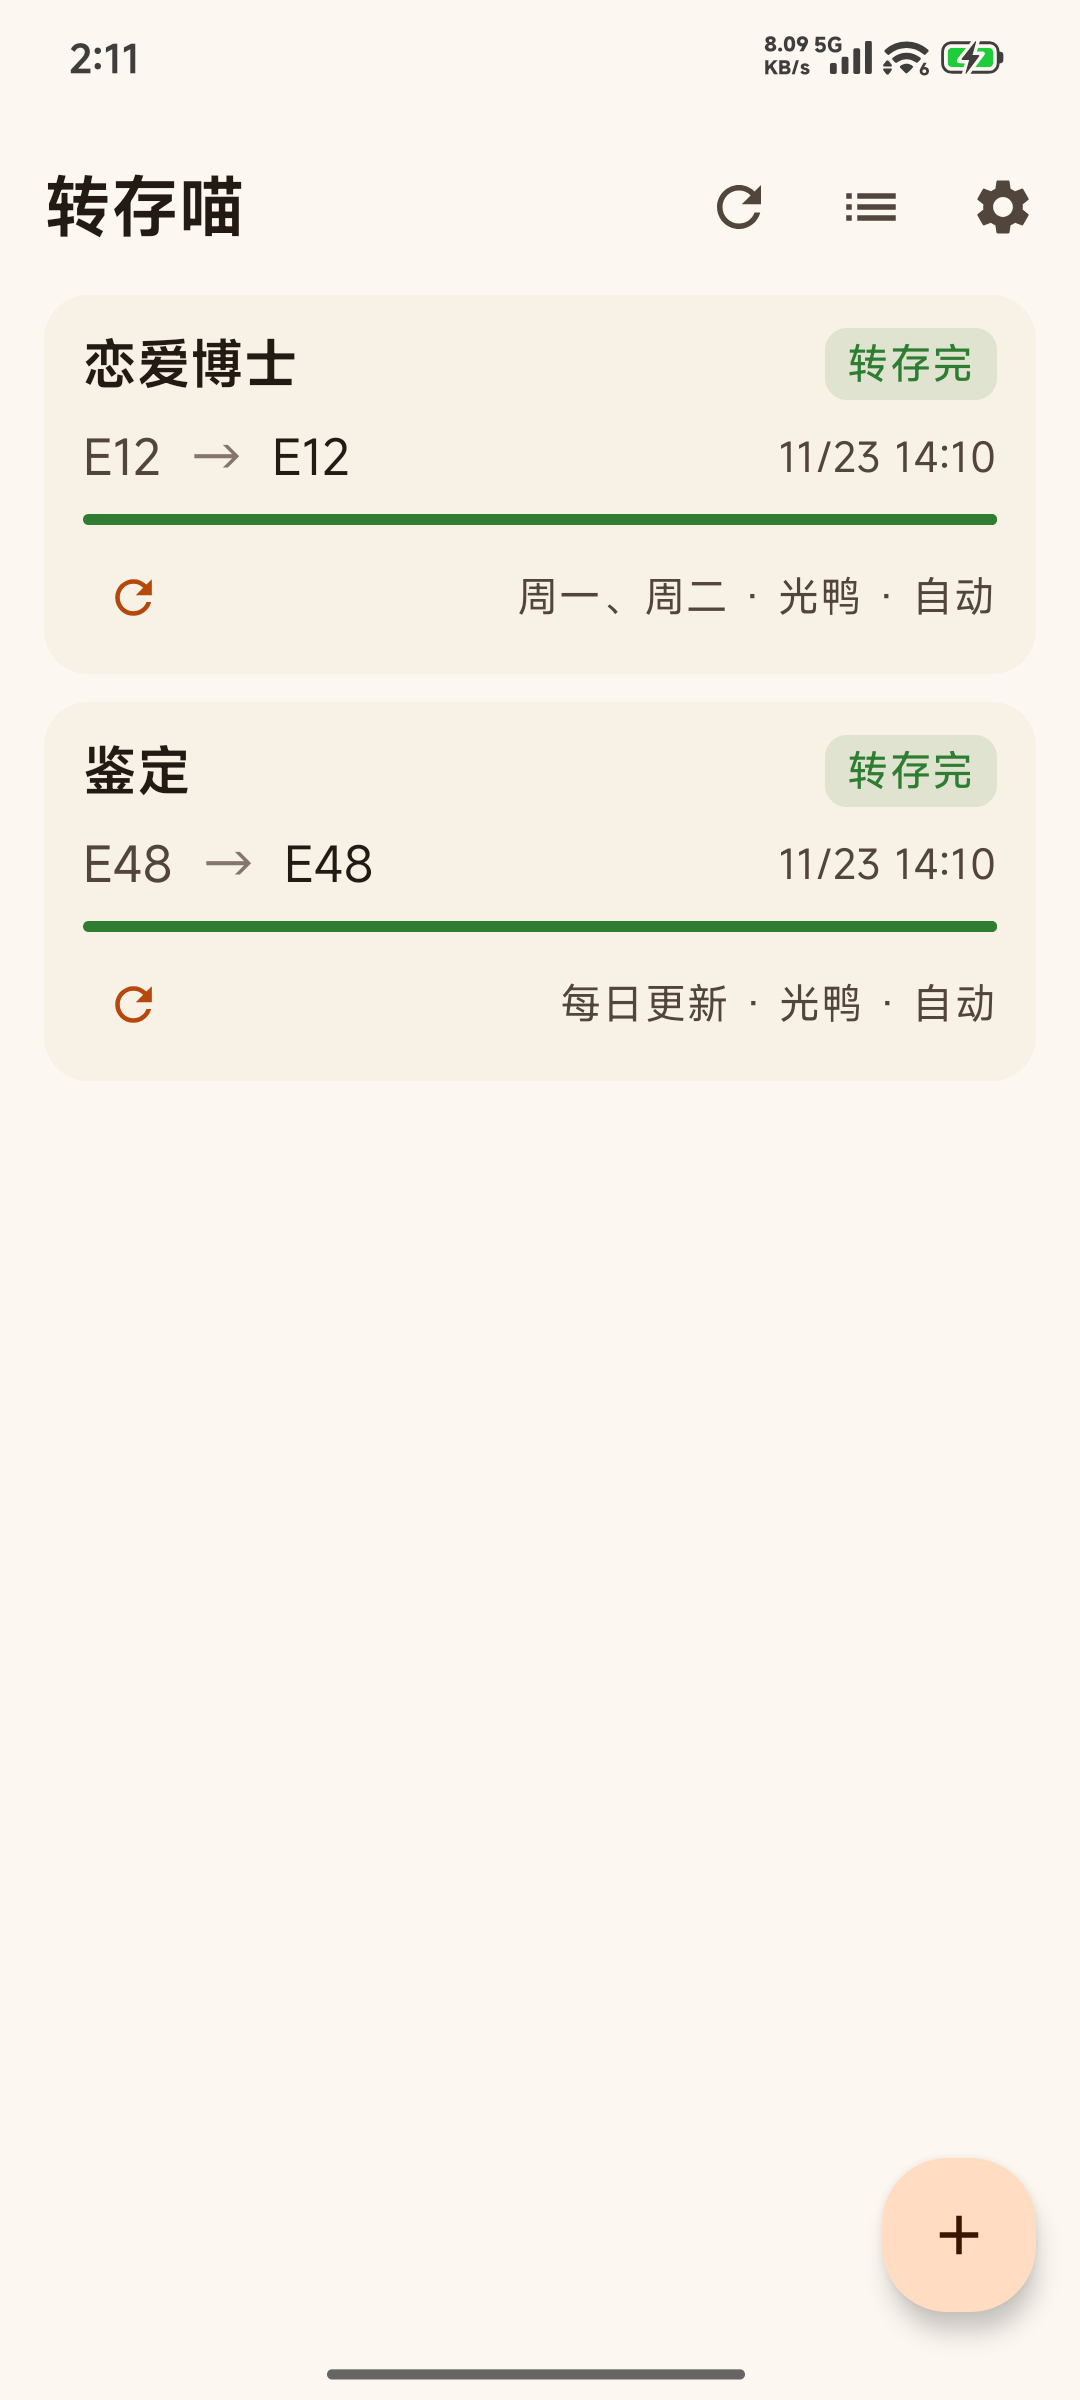 2:11
8.09 5G
KB/s
6
转存喵
恋爱博士
转存完
E12 → E12
11/23 14:10
周一、周二 · 光鸭 · 自动
鉴定
转存完
E48 → E48
11/23 14:10
每日更新 · 光鸭 · 自动